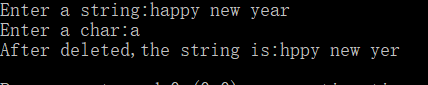 Enter a string:happy new year
Enter a char:a
After deleted,the string is:hppy new yer